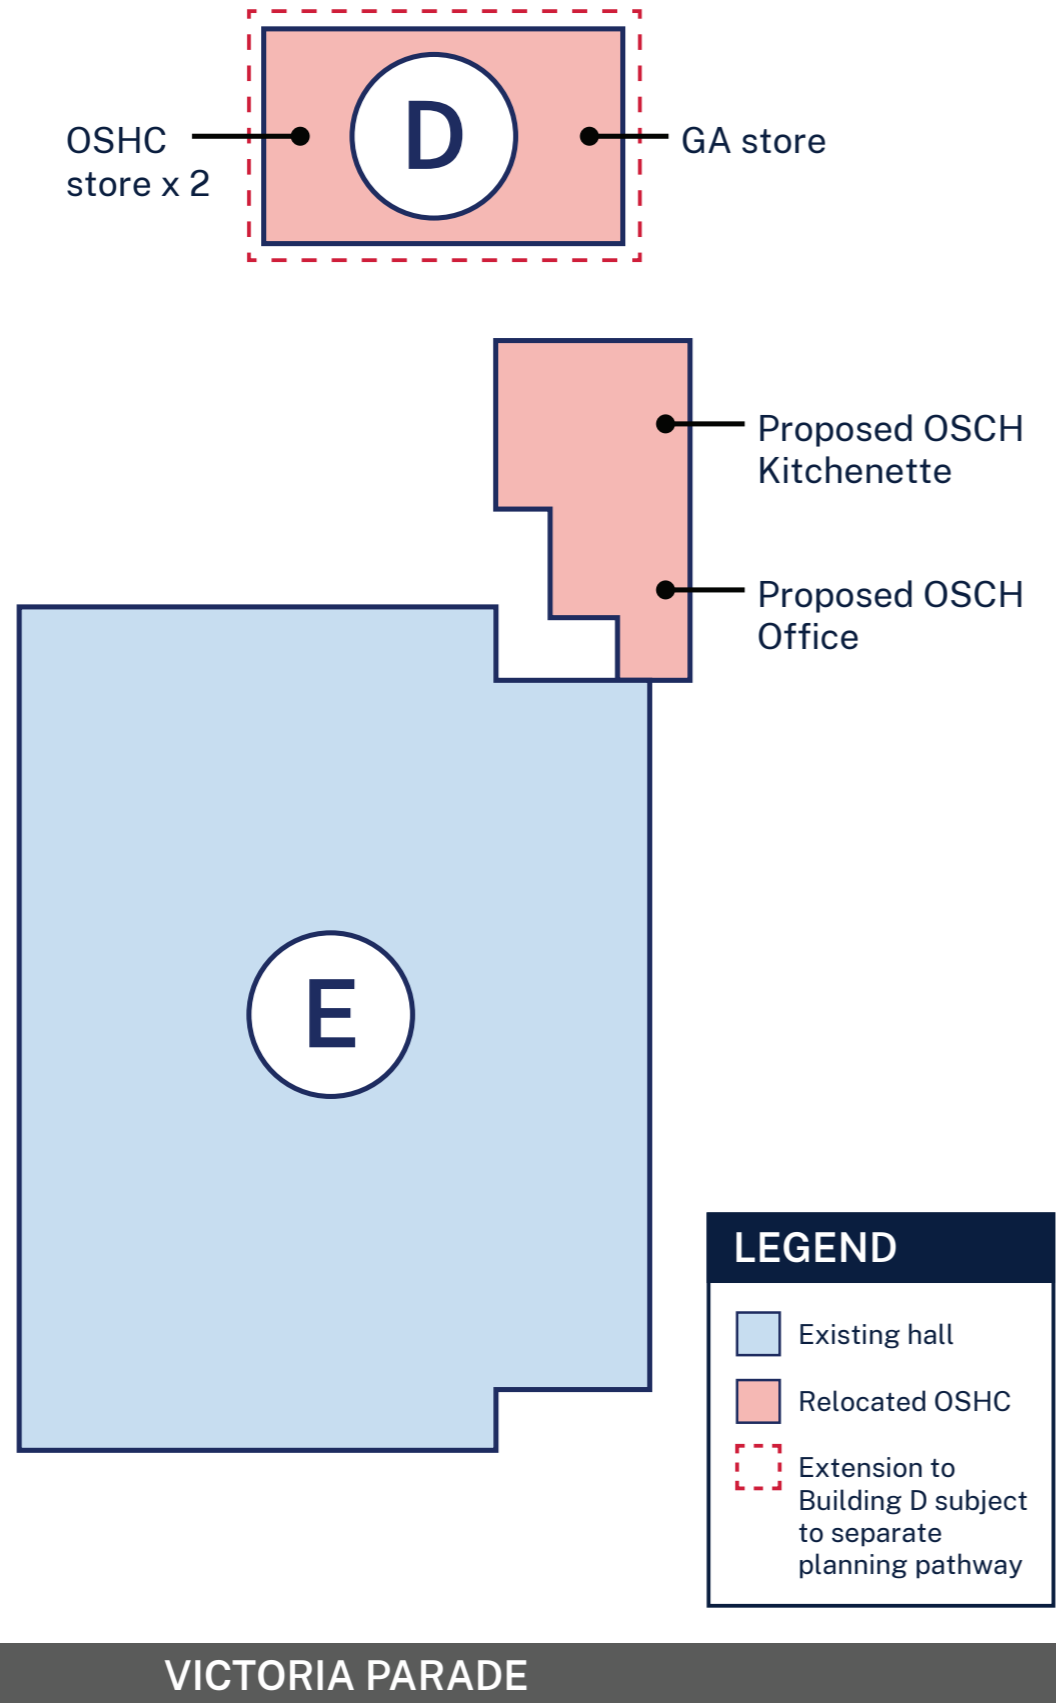 D
OSHC
store x 2
GA store
Proposed OSCH
Kitchenette
Proposed OSCH
Office
E
LEGEND
Existing hall
Relocated OSHC
Extension to
Building D subject
to separate
planning pathway
VICTORIA PARADE